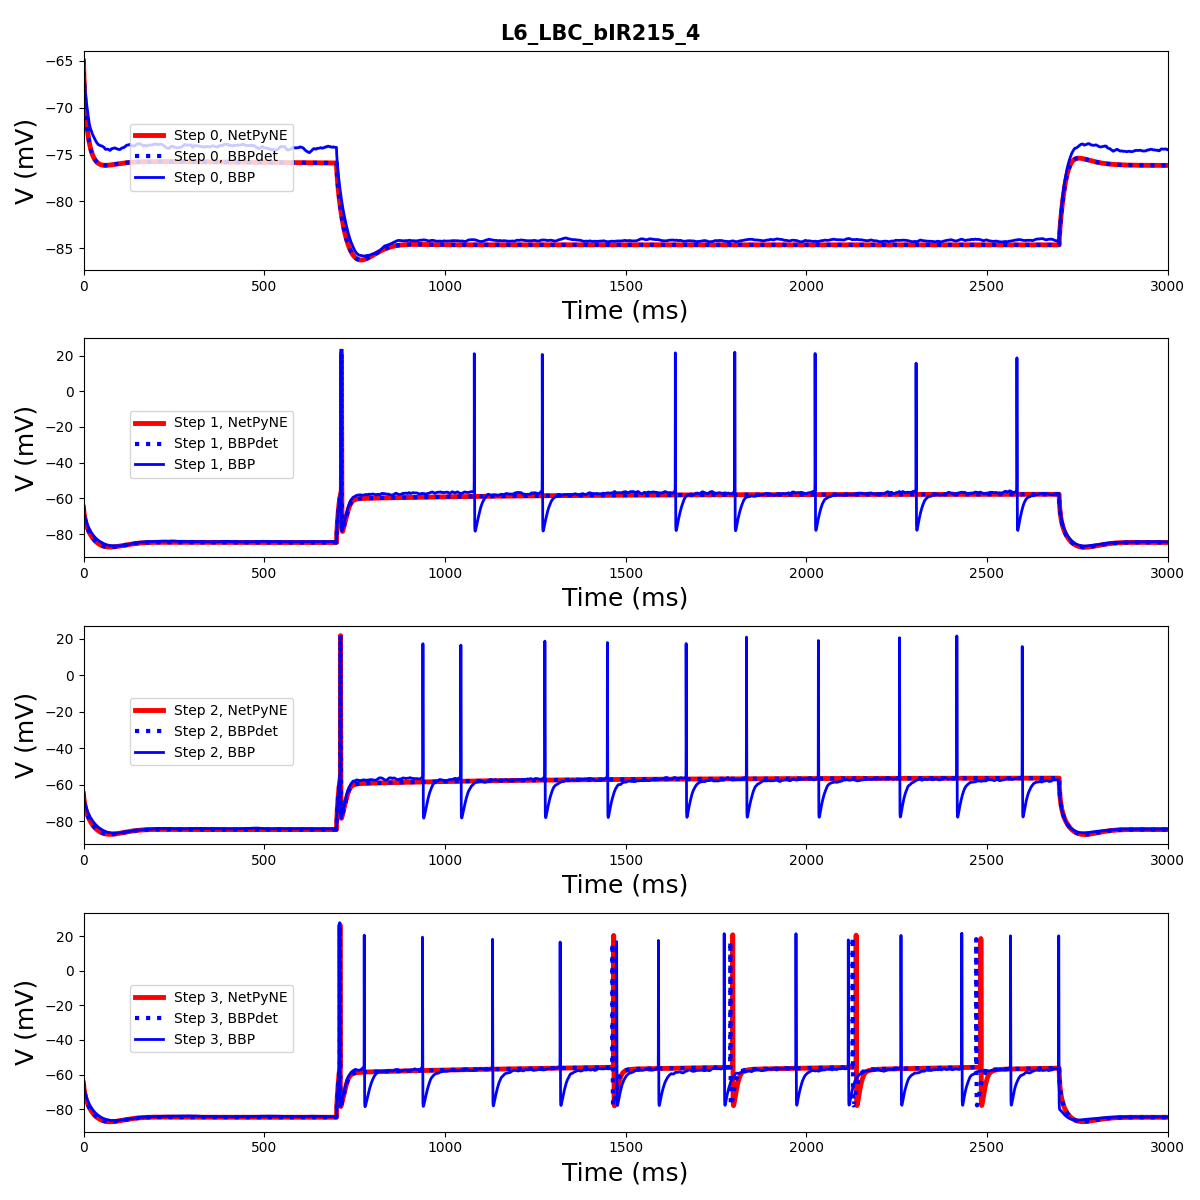 L6_LBC_bIR215_4
−65
−70
−75
−80
−85
V (mV)
Step 0, NetPyNE
Step 0, BBPdet
Step 0, BBP
0 500 1000 1500 2000 2500 3000
Time (ms)
20
0
−20
−40
−60
−80
V (mV)
Step 1, NetPyNE
Step 1, BBPdet
Step 1, BBP
0 500 1000 1500 2000 2500 3000
Time (ms)
20
0
−20
−40
−60
−80
V (mV)
Step 2, NetPyNE
Step 2, BBPdet
Step 2, BBP
0 500 1000 1500 2000 2500 3000
Time (ms)
20
0
−20
−40
−60
−80
V (mV)
Step 3, NetPyNE
Step 3, BBPdet
Step 3, BBP
0 500 1000 1500 2000 2500 3000
Time (ms)